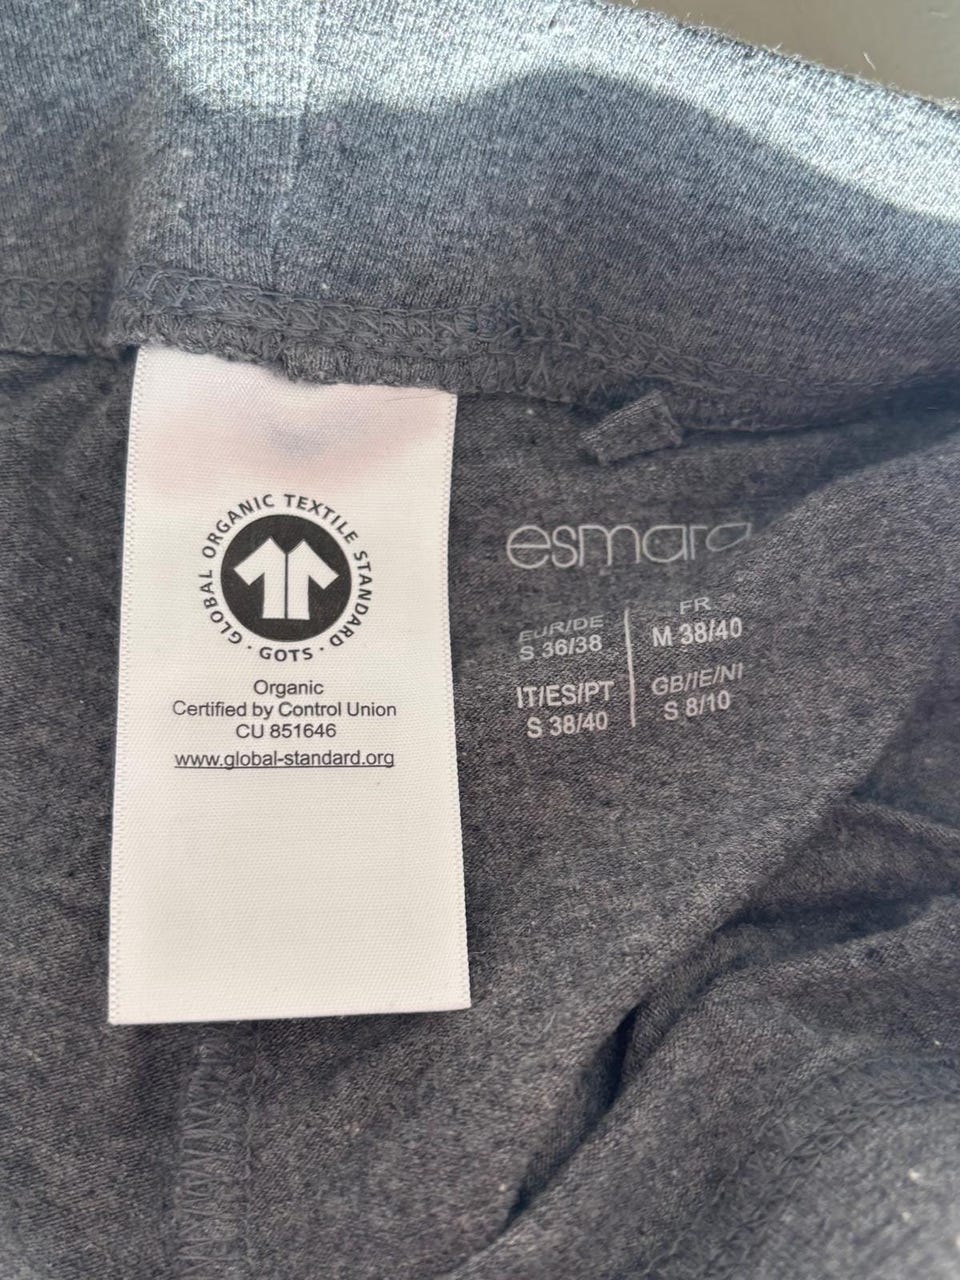 GLOBAL ORGANIC TEXTILE STANDARD · GOTS ·
Organic
Certified by Control Union
CU 851646
www.global-standard.org
esmara
EUR/DE
S 36/38
FR
M 38/40
IT/ES/PT
S 38/40
GB/IE/NI
S 8/10